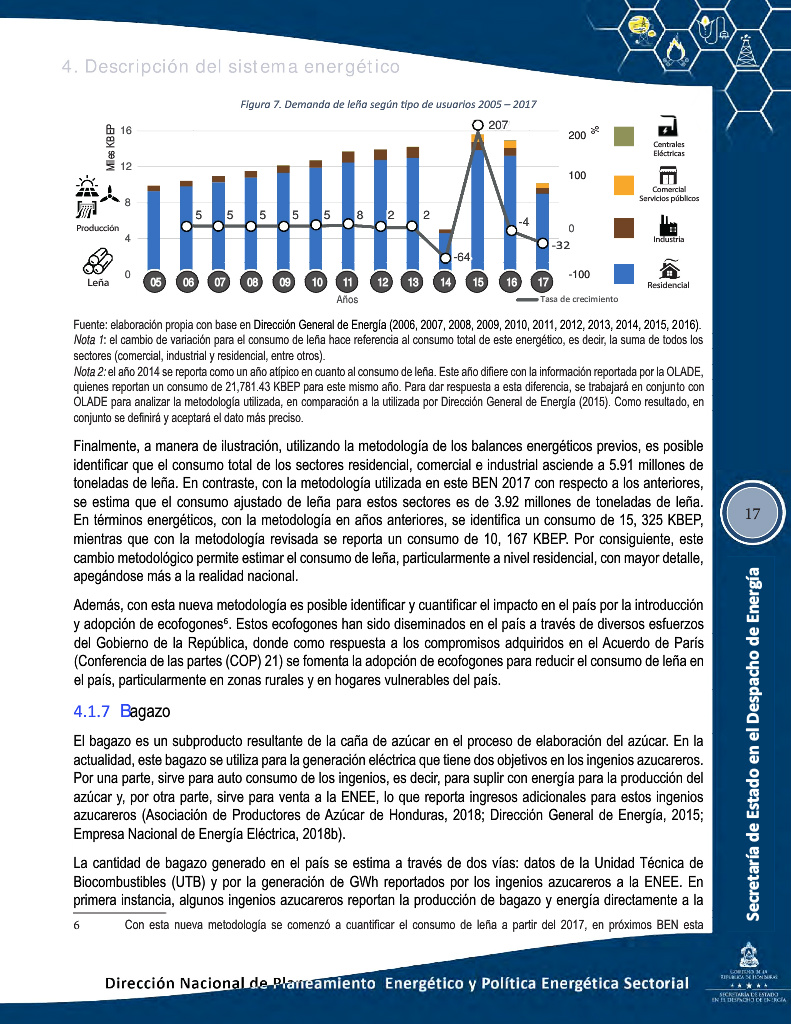 4. Descripción del sistema energético
Figura 7. Demanda de leña según tipo de usuarios 2005 – 2017
Miles KBEP
16
12
8
4
0
Producción
Leña
5
5
5
5
5
8
2
2
-64
207
-4
-32
05
06
07
08
09
10
11
12
13
14
15
16
17
Años
Tasa de crecimiento
200
%
100
0
-100
Centrales
Eléctricas
Comercial
Servicios públicos
Industria
Residencial
Fuente: elaboración propia con base en Dirección General de Energía (2006, 2007, 2008, 2009, 2010, 2011, 2012, 2013, 2014, 2015, 2016).
Nota 1: el cambio de variación para el consumo de leña hace referencia al consumo total de este energético, es decir, la suma de todos los
sectores (comercial, industrial y residencial, entre otros).
Nota 2: el año 2014 se reporta como un año atípico en cuanto al consumo de leña. Este año difiere con la información reportada por la OLADE,
quienes reportan un consumo de 21,781.43 KBEP para este mismo año. Para dar respuesta a esta diferencia, se trabajará en conjunto con
OLADE para analizar la metodología utilizada, en comparación a la utilizada por Dirección General de Energía (2015). Como resultado, en
conjunto se definirá y aceptará el dato más preciso.
Finalmente, a manera de ilustración, utilizando la metodología de los balances energéticos previos, es posible
identificar que el consumo total de los sectores residencial, comercial e industrial asciende a 5.91 millones de
toneladas de leña. En contraste, con la metodología utilizada en este BEN 2017 con respecto a los anteriores,
se estima que el consumo ajustado de leña para estos sectores es de 3.92 millones de toneladas de leña.
En términos energéticos, con la metodología en años anteriores, se identifica un consumo de 15, 325 KBEP,
mientras que con la metodología revisada se reporta un consumo de 10, 167 KBEP. Por consiguiente, este
cambio metodológico permite estimar el consumo de leña, particularmente a nivel residencial, con mayor detalle,
apegándose más a la realidad nacional.
Además, con esta nueva metodología es posible identificar y cuantificar el impacto en el país por la introducción
y adopción de ecofogones⁶. Estos ecofogones han sido diseminados en el país a través de diversos esfuerzos
del Gobierno de la República, donde como respuesta a los compromisos adquiridos en el Acuerdo de París
(Conferencia de las partes (COP) 21) se fomenta la adopción de ecofogones para reducir el consumo de leña en
el país, particularmente en zonas rurales y en hogares vulnerables del país.
4.1.7 Bagazo
El bagazo es un subproducto resultante de la caña de azúcar en el proceso de elaboración del azúcar. En la
actualidad, este bagazo se utiliza para la generación eléctrica que tiene dos objetivos en los ingenios azucareros.
Por una parte, sirve para auto consumo de los ingenios, es decir, para suplir con energía para la producción del
azúcar y, por otra parte, sirve para venta a la ENEE, lo que reporta ingresos adicionales para estos ingenios
azucareros (Asociación de Productores de Azúcar de Honduras, 2018; Dirección General de Energía, 2015;
Empresa Nacional de Energía Eléctrica, 2018b).
La cantidad de bagazo generado en el país se estima a través de dos vías: datos de la Unidad Técnica de
Biocombustibles (UTB) y por la generación de GWh reportados por los ingenios azucareros a la ENEE. En
primera instancia, algunos ingenios azucareros reportan la producción de bagazo y energía directamente a la
6 Con esta nueva metodología se comenzó a cuantificar el consumo de leña a partir del 2017, en próximos BEN esta
17
Secretaría de Estado en el Despacho de Energía
Dirección Nacional de Planeamiento Energético y Política Energética Sectorial
GOBIERNO DE LA
REPÚBLICA DE HONDURAS
SECRETARÍA DE ESTADO
EN EL DESPACHO DE ENERGÍA